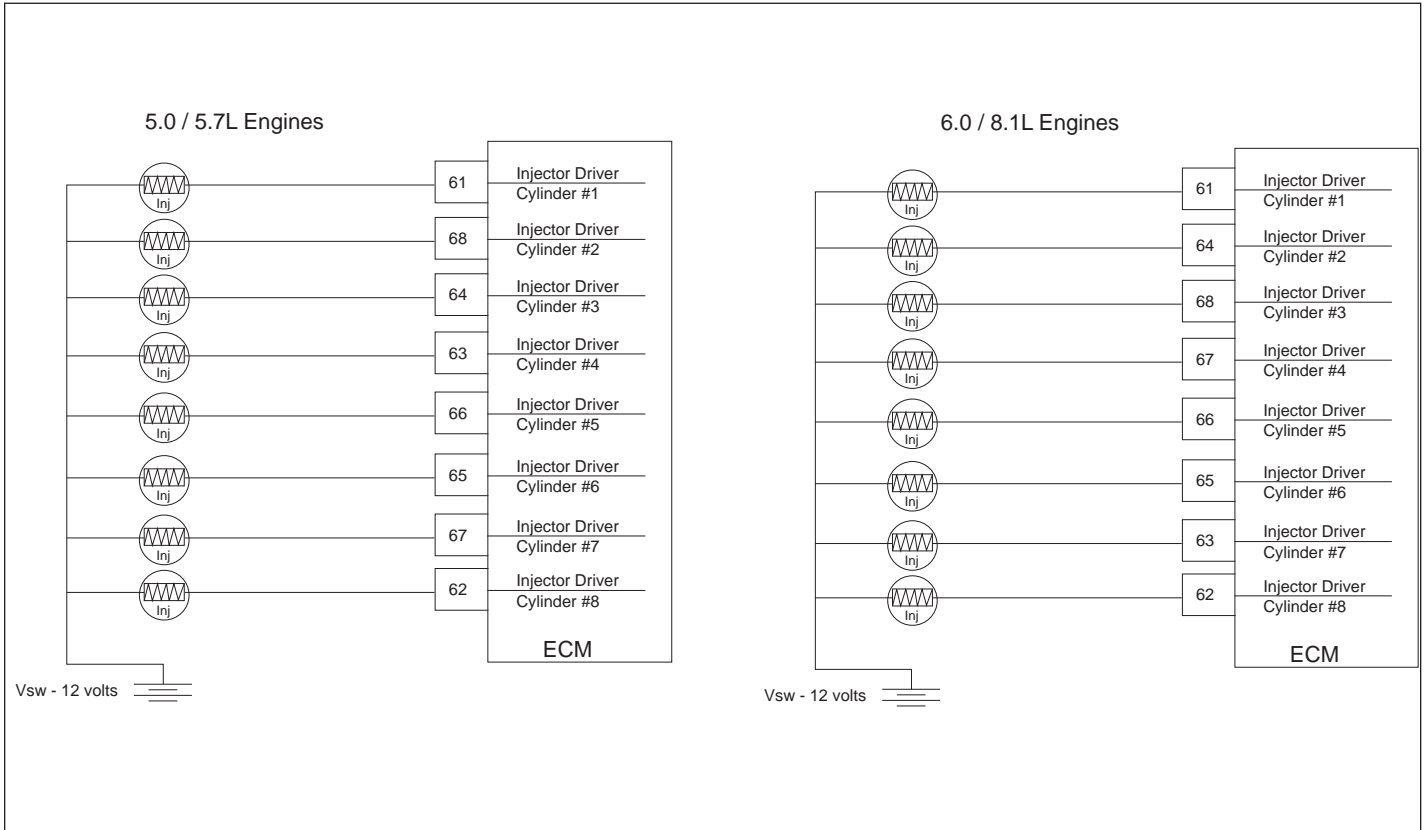 5.0 / 5.7L Engines
Inj
61
Injector Driver
Cylinder #1
Inj
68
Injector Driver
Cylinder #2
Inj
64
Injector Driver
Cylinder #3
Inj
63
Injector Driver
Cylinder #4
Inj
66
Injector Driver
Cylinder #5
Inj
65
Injector Driver
Cylinder #6
Inj
67
Injector Driver
Cylinder #7
Inj
62
Injector Driver
Cylinder #8
ECM
Vsw - 12 volts
6.0 / 8.1L Engines
Inj
61
Injector Driver
Cylinder #1
Inj
64
Injector Driver
Cylinder #2
Inj
68
Injector Driver
Cylinder #3
Inj
67
Injector Driver
Cylinder #4
Inj
66
Injector Driver
Cylinder #5
Inj
65
Injector Driver
Cylinder #6
Inj
63
Injector Driver
Cylinder #7
Inj
62
Injector Driver
Cylinder #8
ECM
Vsw - 12 volts